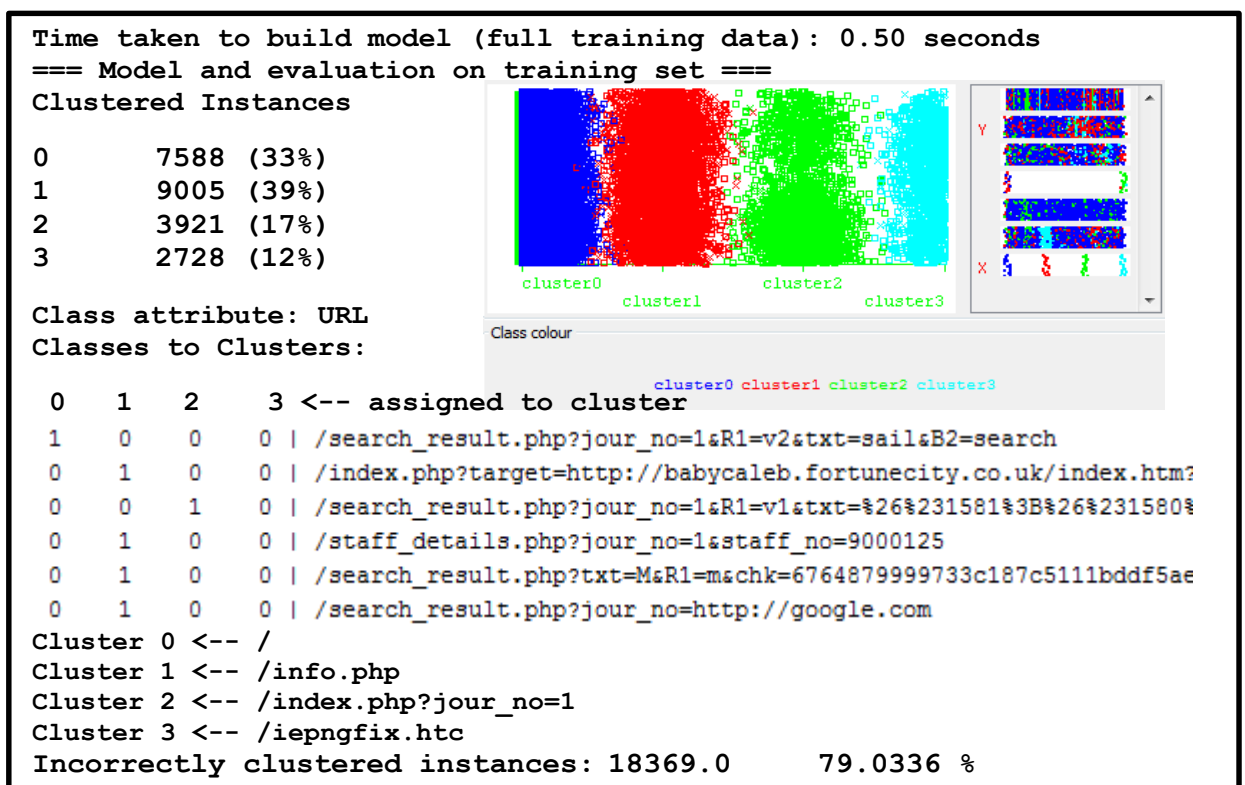 Time taken to build model (full training data): 0.50 seconds
=== Model and evaluation on training set ===
Clustered Instances
0 7588 (33%)
1 9005 (39%)
2 3921 (17%)
3 2728 (12%)
Y
X
cluster0 cluster1 cluster2 cluster3
Class attribute: URL
Classes to Clusters:
Class colour
cluster0 cluster1 cluster2 cluster3
0 1 2 3 <-- assigned to cluster
1 0 0 0 | /search_result.php?jour_no=1&R1=v2&txt=sail&B2=search
0 1 0 0 | /index.php?target=http://babycaleb.fortunecity.co.uk/index.htm?
0 0 1 0 | /search_result.php?jour_no=1&R1=v1&txt=%26%231581%3B%26%231580%
0 1 0 0 | /staff_details.php?jour_no=1&staff_no=9000125
0 1 0 0 | /search_result.php?txt=M&R1=m&chk=6764879999733c187c5111bddf5ae
0 1 0 0 | /search_result.php?jour_no=http://google.com
Cluster 0 <-- /
Cluster 1 <-- /info.php
Cluster 2 <-- /index.php?jour_no=1
Cluster 3 <-- /iepngfix.htc
Incorrectly clustered instances: 18369.0 79.0336 %